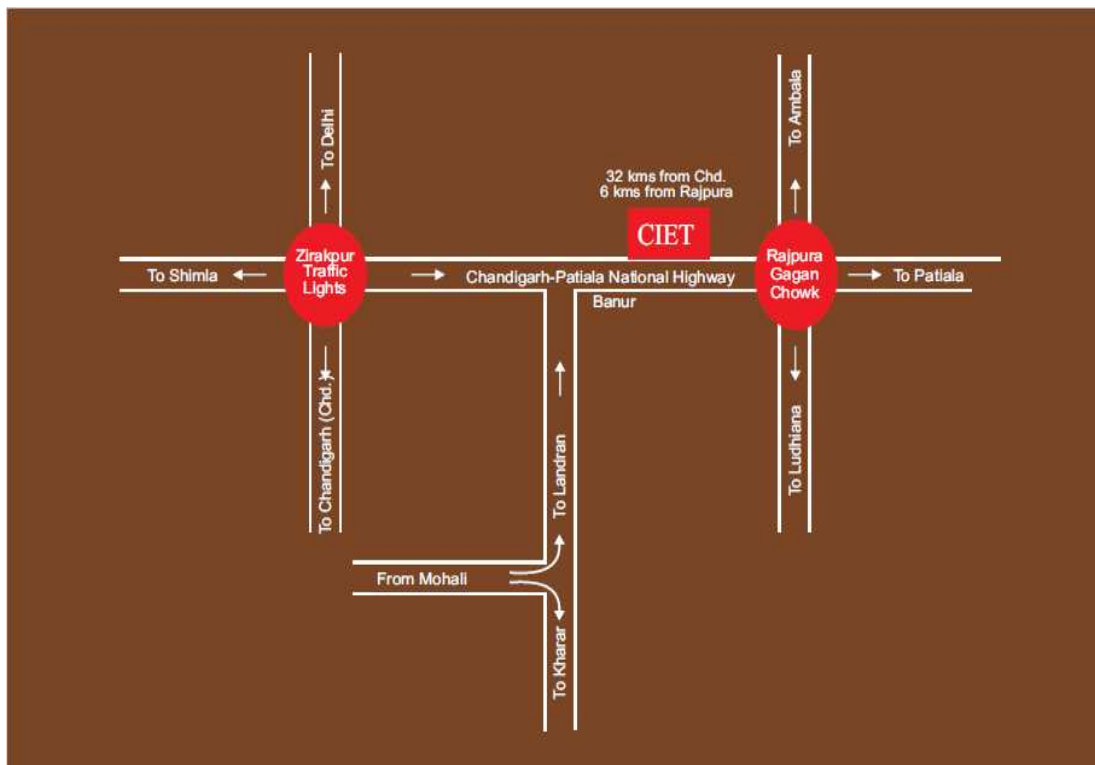 To Delhi
To Ambala
32 kms from Chd.
6 kms from Rajpura
CIET
To Shimla
Zirakpur
Traffic
Lights
Chandigarh-Patiala National Highway
Banur
Rajpura
Gagan
Chowk
To Patiala
To Chandigarh (Chd.)
To Landran
To Ludhiana
From Mohali
To Kharar